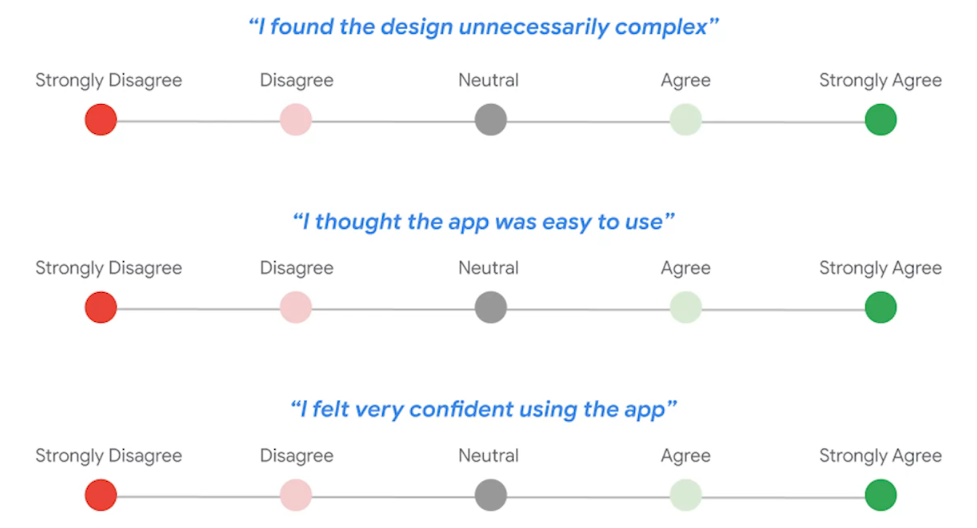 “I found the design unnecessarily complex”
Strongly Disagree Disagree Neutral Agree Strongly Agree
“I thought the app was easy to use”
Strongly Disagree Disagree Neutral Agree Strongly Agree
“I felt very confident using the app”
Strongly Disagree Disagree Neutral Agree Strongly Agree